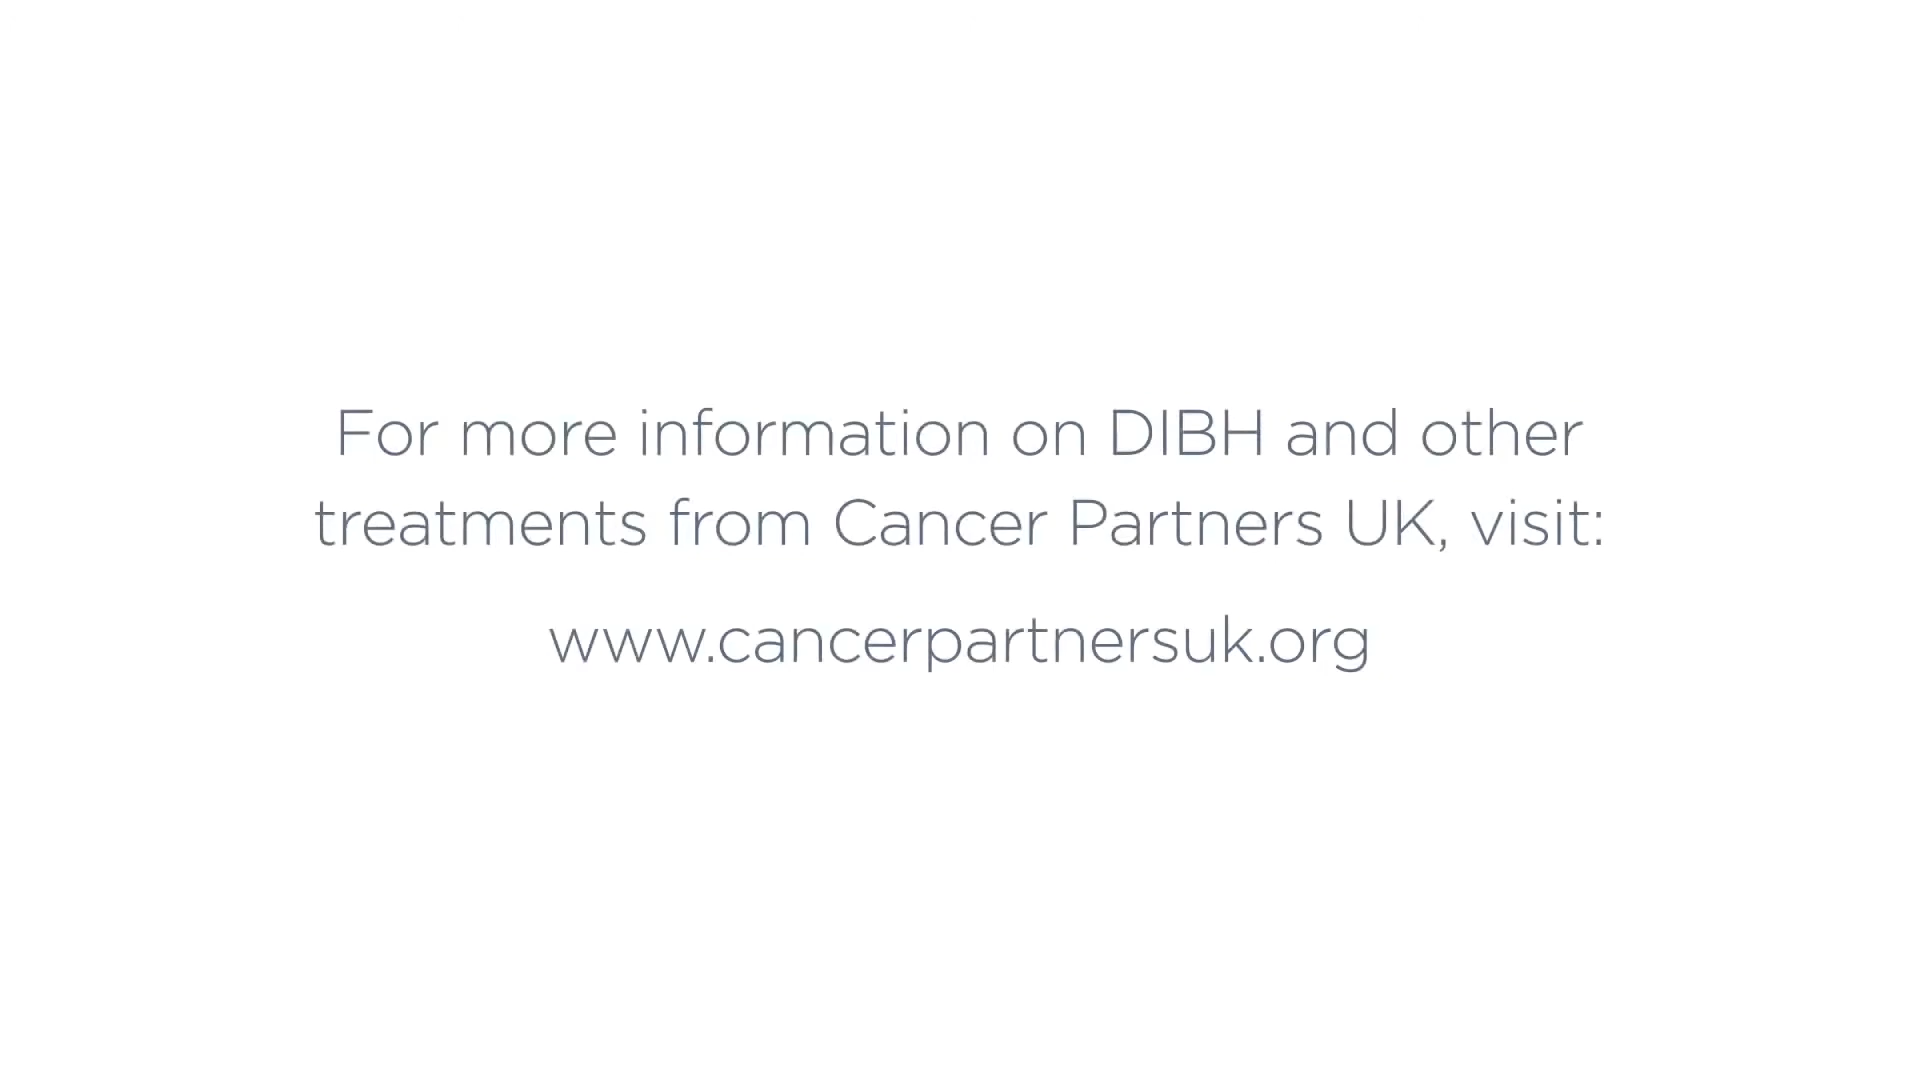 For more information on DIBH and other
treatments from Cancer Partners UK, visit:
www.cancerpartnersuk.org